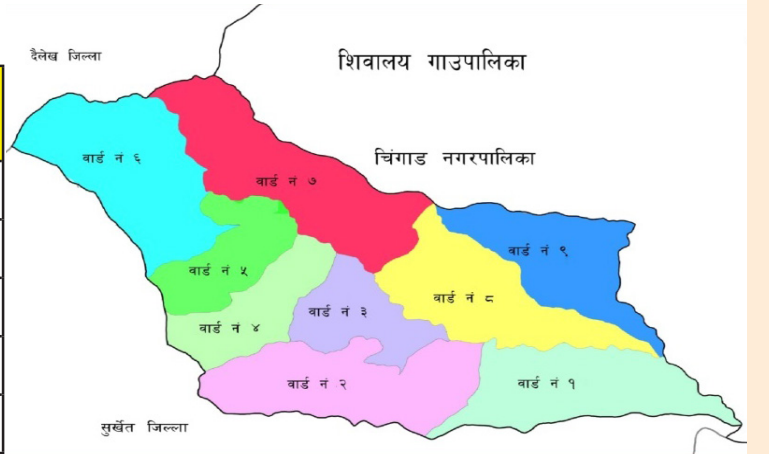 दैलेख जिल्ला
शिवालय गाउपालिका
चिंगाड नगरपालिका
वार्ड नं ६
वार्ड नं ७
वार्ड नं ९
वार्ड नं ५
वार्ड नं ८
वार्ड नं ३
वार्ड नं ४
वार्ड नं २
वार्ड नं १
सुर्खेत जिल्ला